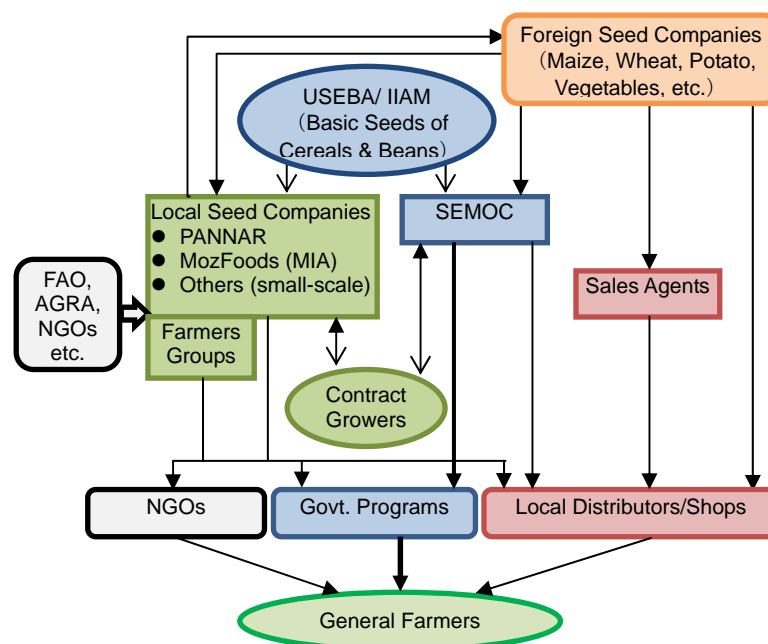 Foreign Seed Companies
（Maize, Wheat, Potato,
Vegetables, etc.）
USEBA/ IIAM
（Basic Seeds of
Cereals & Beans）
Local Seed Companies
● PANNAR
● MozFoods (MIA)
● Others (small-scale)
SEMOC
FAO,
AGRA,
NGOs
etc.
Sales Agents
Farmers
Groups
Contract
Growers
NGOs
Govt. Programs
Local Distributors/Shops
General Farmers